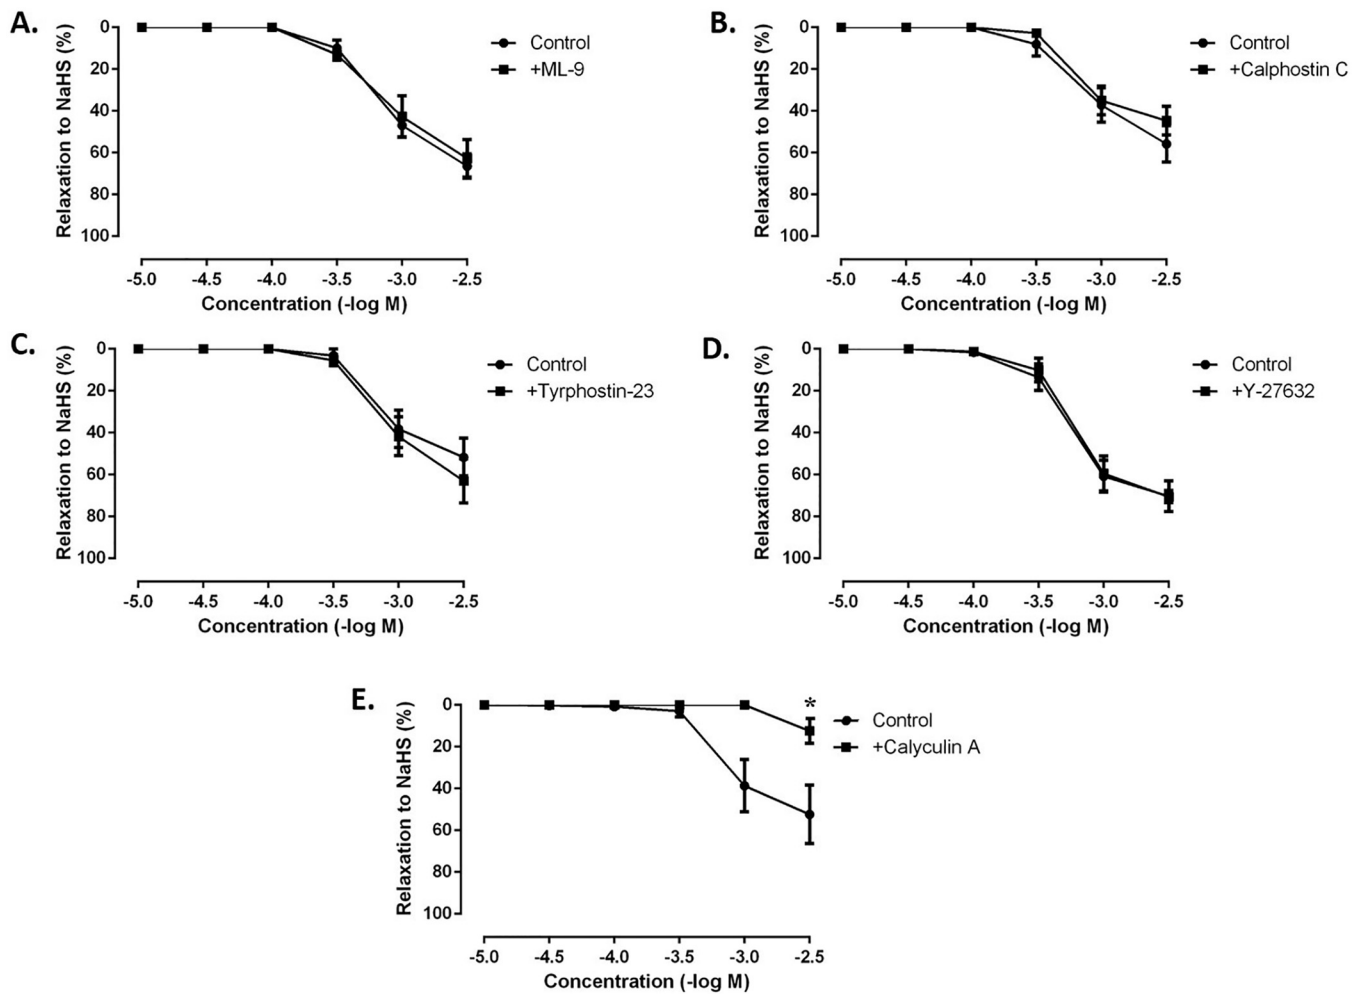 A.
Relaxation to NaHS (%)
0
20
40
60
80
100
Control
+ML-9
-5.0 -4.5 -4.0 -3.5 -3.0 -2.5
Concentration (-log M)
B.
Relaxation to NaHS (%)
0
20
40
60
80
100
Control
+Calphostin C
-5.0 -4.5 -4.0 -3.5 -3.0 -2.5
Concentration (-log M)
C.
Relaxation to NaHS (%)
0
20
40
60
80
100
Control
+Tyrphostin-23
-5.0 -4.5 -4.0 -3.5 -3.0 -2.5
Concentration (-log M)
D.
Relaxation to NaHS (%)
0
20
40
60
80
100
Control
+Y-27632
-5.0 -4.5 -4.0 -3.5 -3.0 -2.5
Concentration (-log M)
E.
Relaxation to NaHS (%)
0
20
40
60
80
100
*
Control
+Calyculin A
-5.0 -4.5 -4.0 -3.5 -3.0 -2.5
Concentration (-log M)